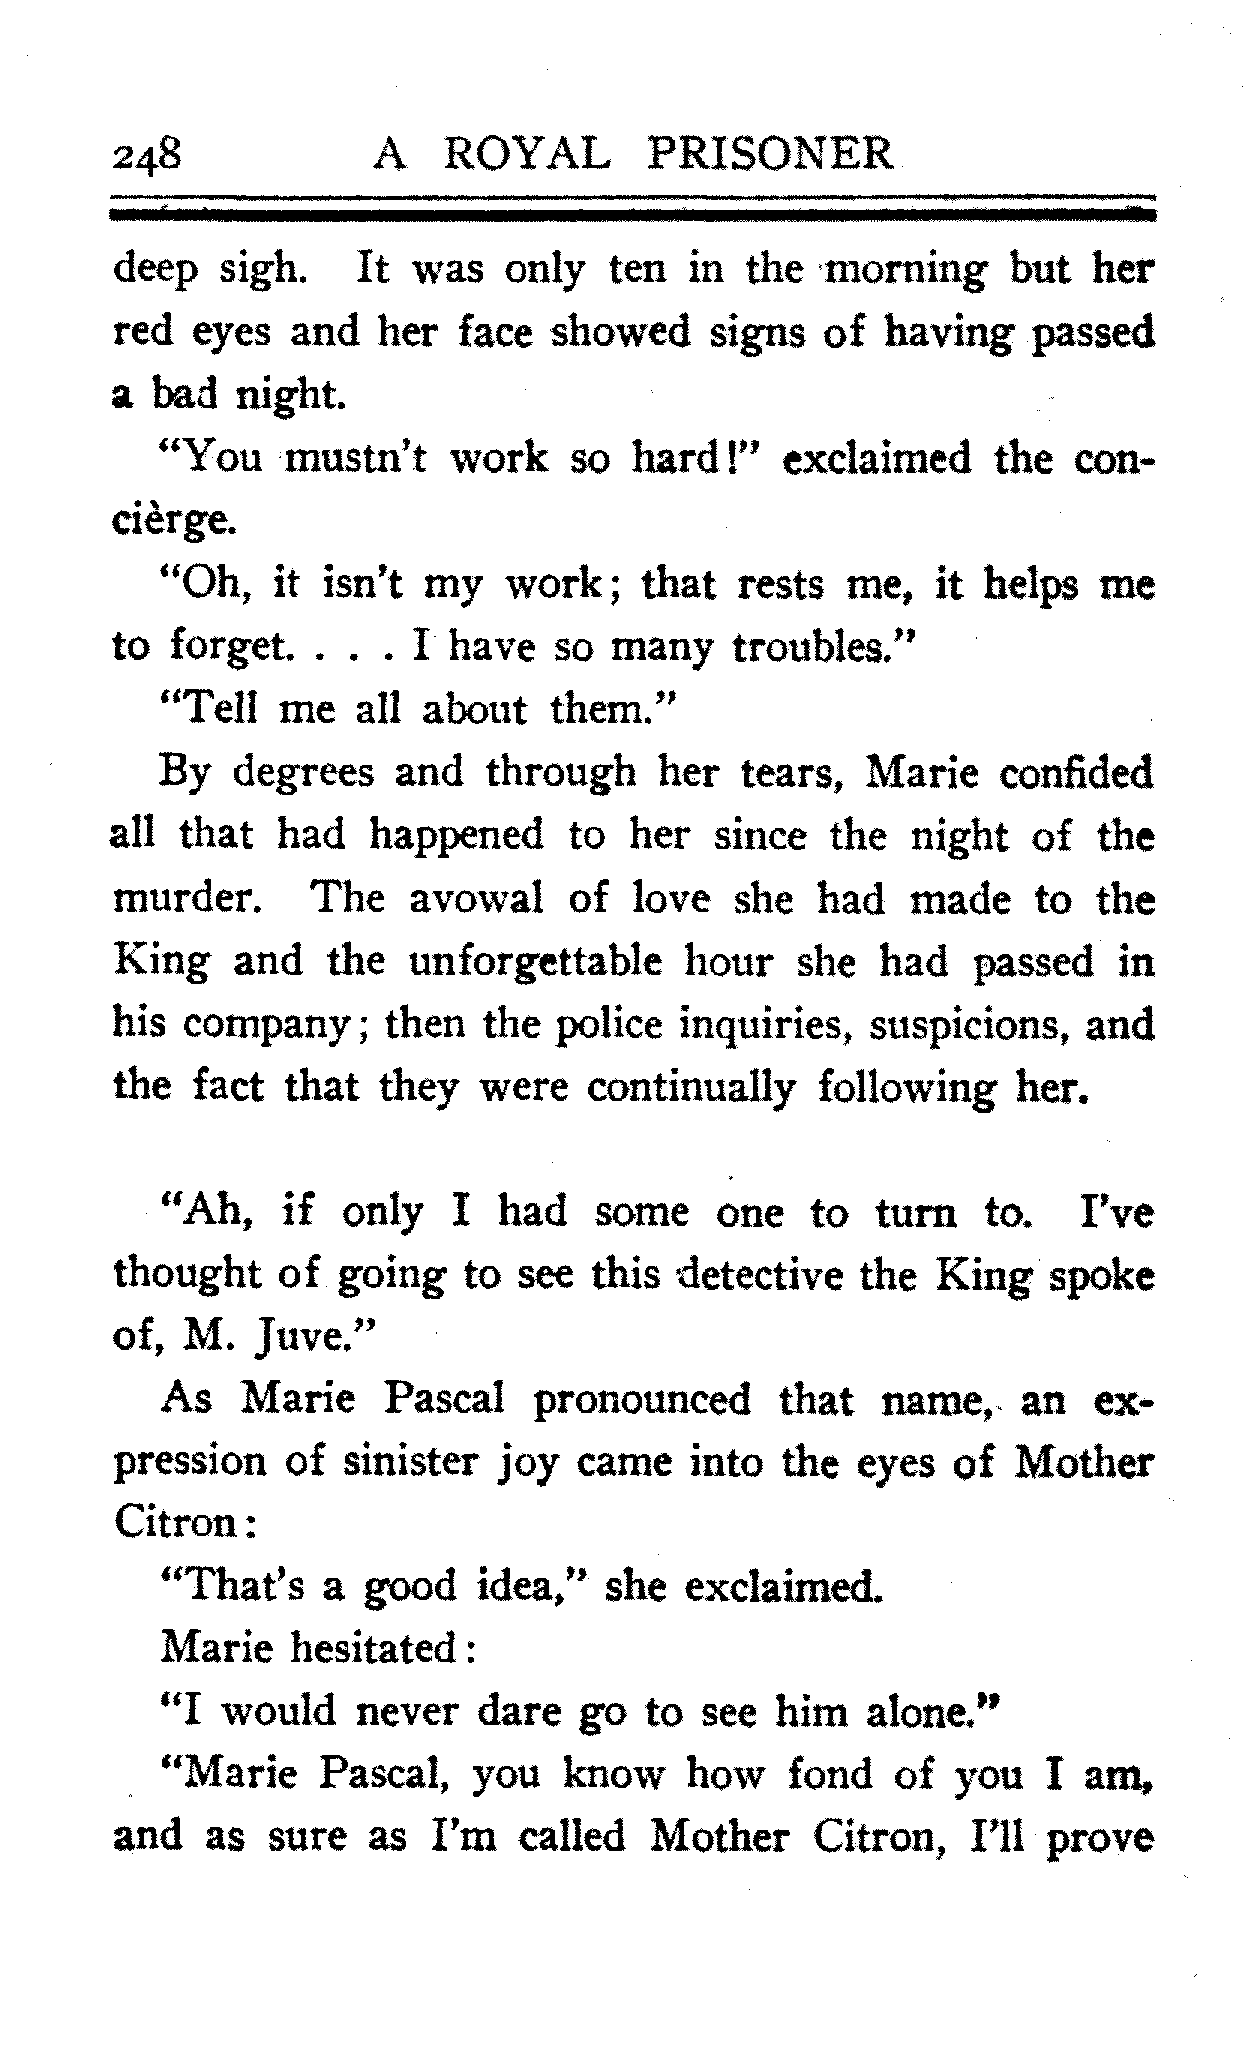 248 A ROYAL PRISONER
deep sigh. It was only ten in the morning but her
red eyes and her face showed signs of having passed
a bad night.
"You mustn't work so hard!" exclaimed the con-
cièrge.
"Oh, it isn't my work; that rests me, it helps me
to forget. . . . I have so many troubles."
"Tell me all about them."
By degrees and through her tears, Marie confided
all that had happened to her since the night of the
murder. The avowal of love she had made to the
King and the unforgettable hour she had passed in
his company; then the police inquiries, suspicions, and
the fact that they were continually following her.
"Ah, if only I had some one to turn to. I've
thought of going to see this detective the King spoke
of, M. Juve."
As Marie Pascal pronounced that name, an ex-
pression of sinister joy came into the eyes of Mother
Citron:
"That's a good idea," she exclaimed.
Marie hesitated:
"I would never dare go to see him alone."
"Marie Pascal, you know how fond of you I am,
and as sure as I'm called Mother Citron, I'll prove